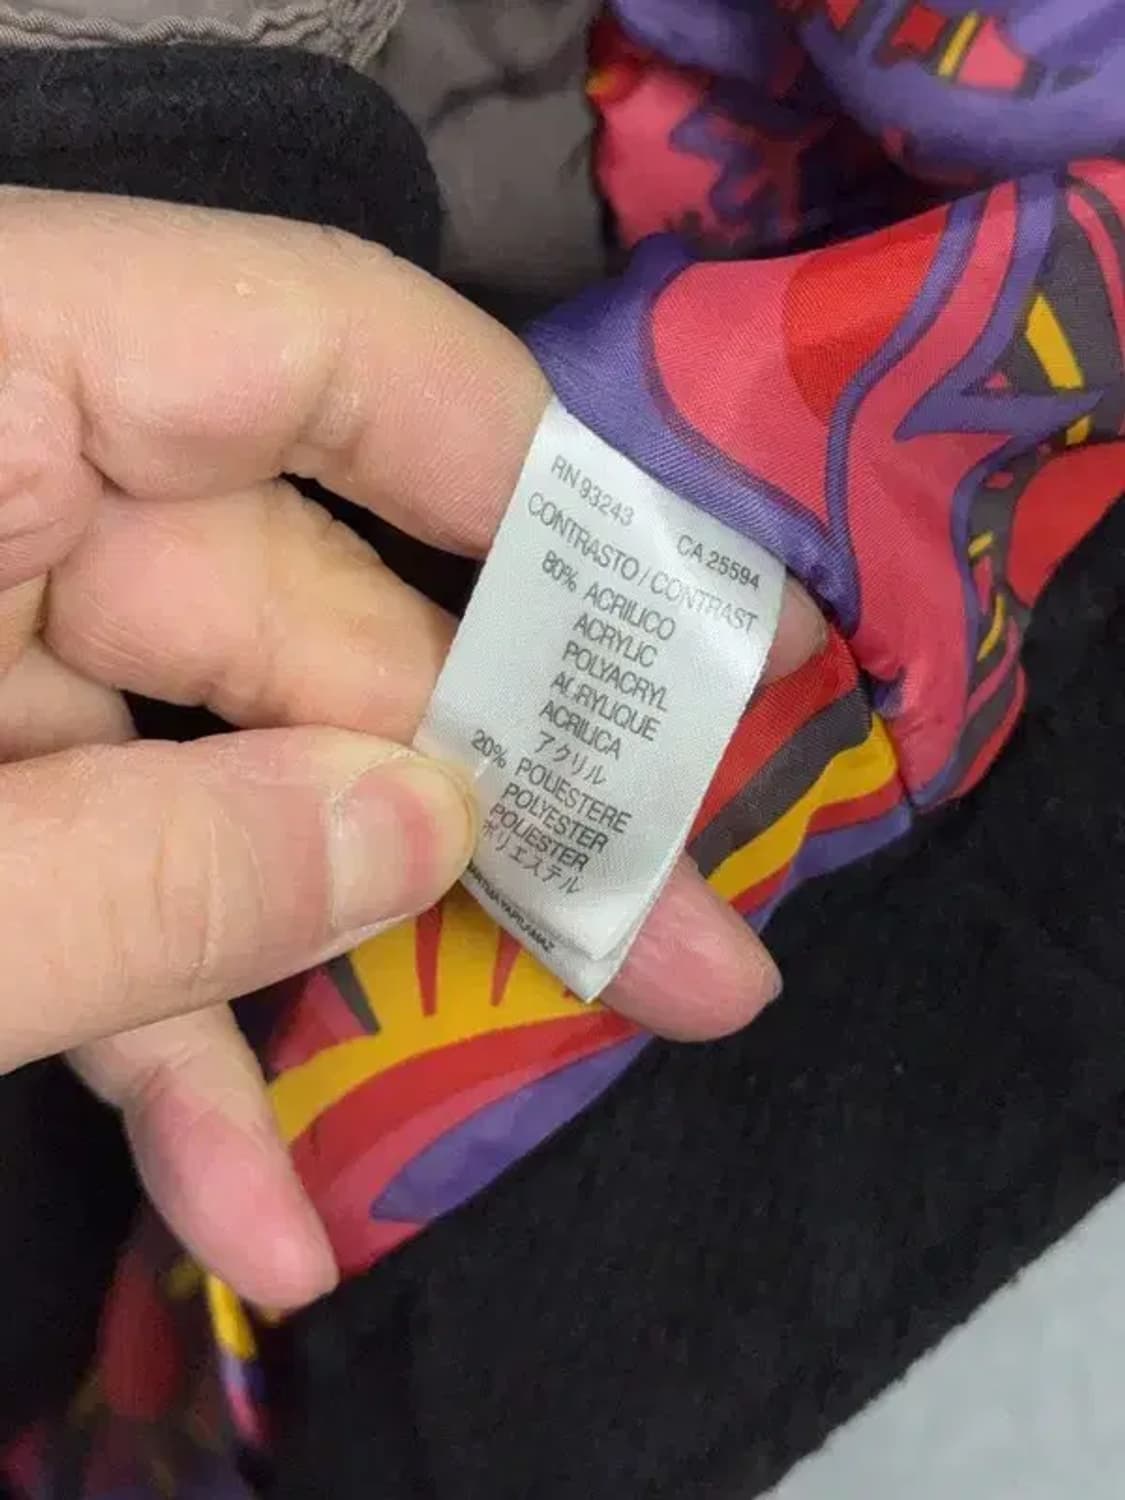 RN 93243 CA 25594
CONTRASTO / CONTRAST
80% ACRILICO
ACRYLIC
POLYACRYL
ACRYLIQUE
ACRILICA
アクリル
20% POLIESTERE
POLYESTER
POLIESTER
ポリエステル